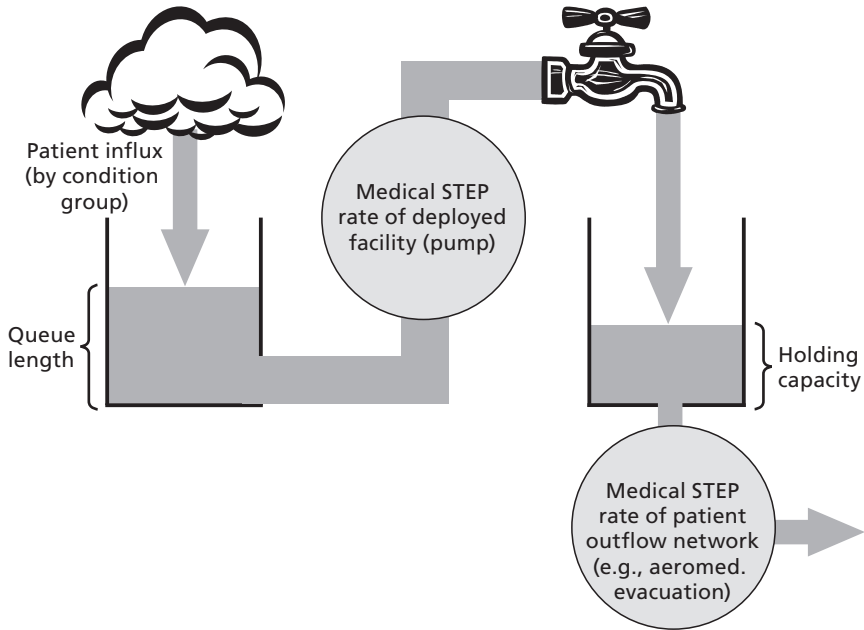 Patient influx
(by condition
group)
Medical STEP
rate of deployed
facility (pump)
Queue
length
Holding
capacity
Medical STEP
rate of patient
outflow network
(e.g., aeromed.
evacuation)